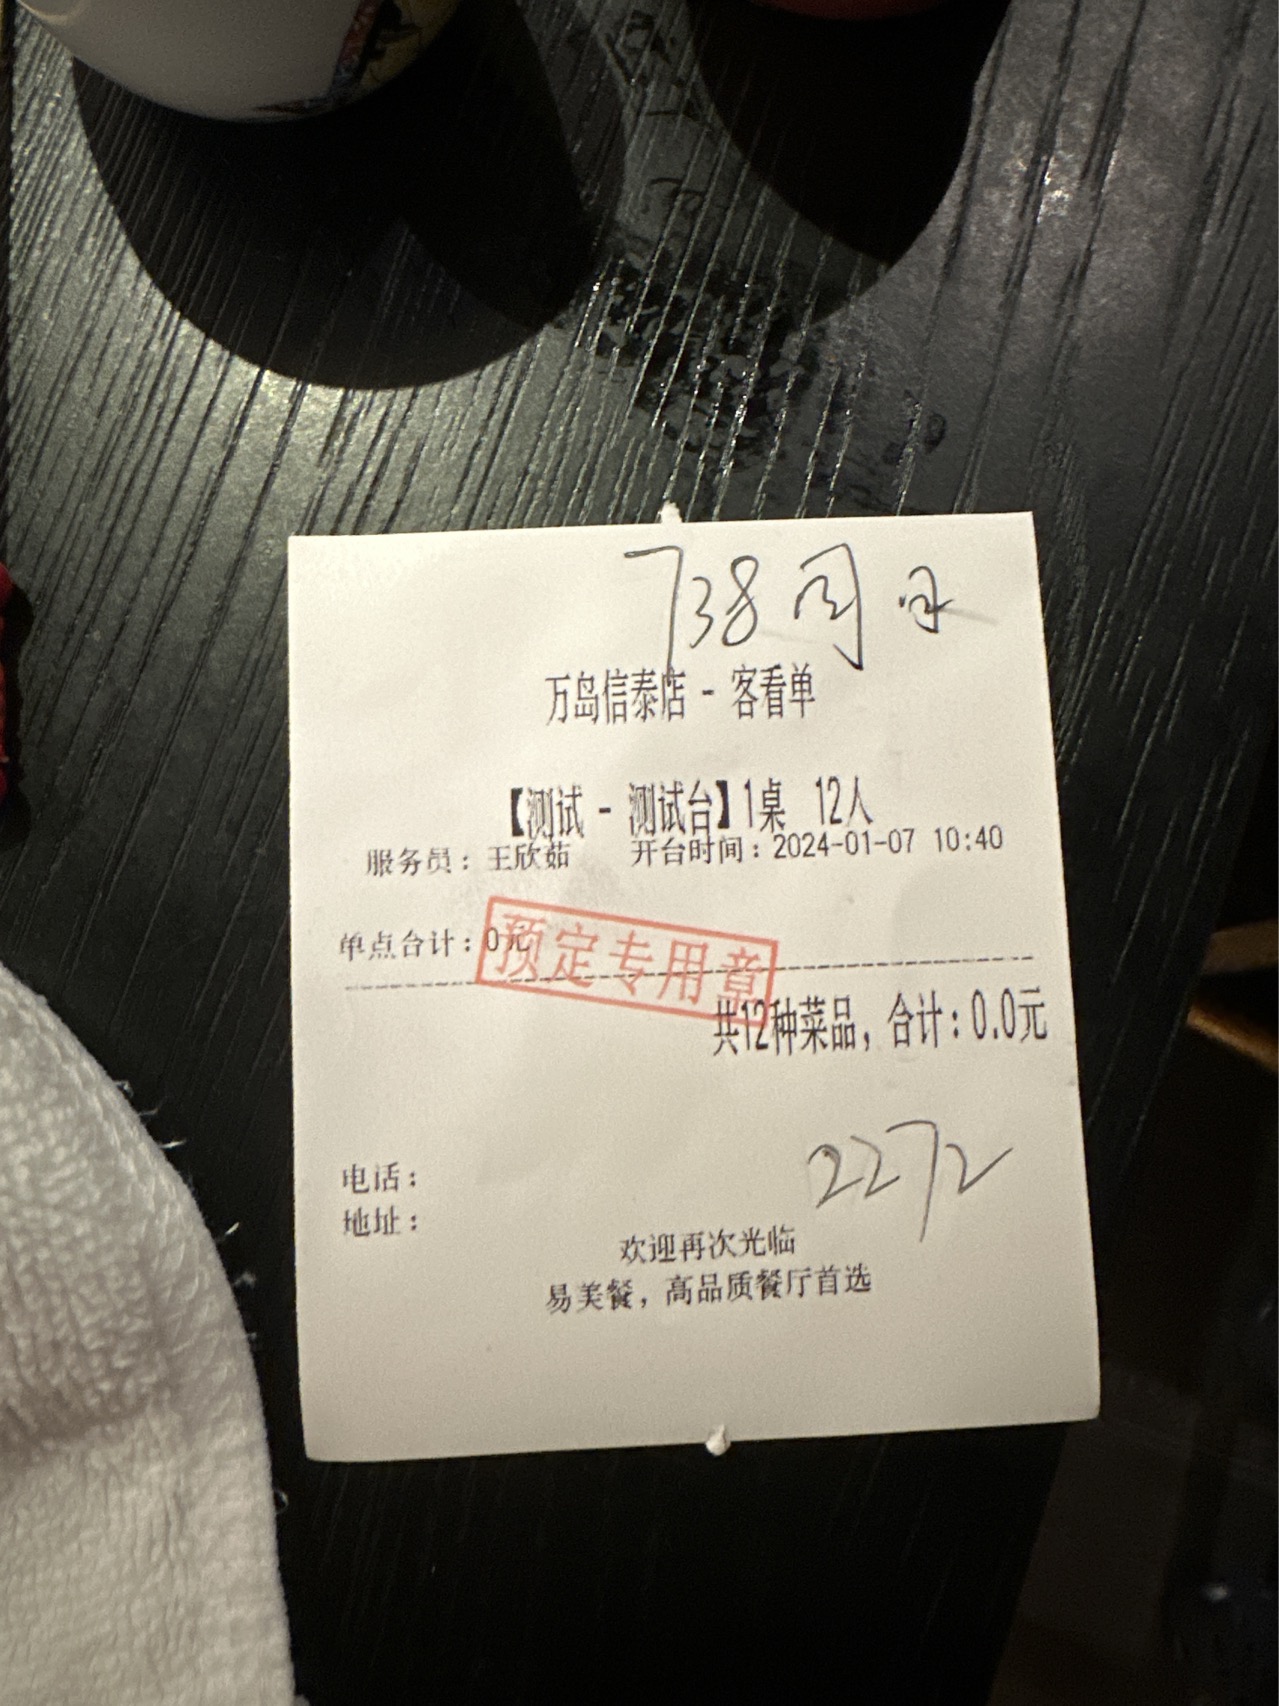 738周
万岛信泰店 - 客看单
【测试 - 测试台】1桌 12人
服务员：王欣茹 开台时间：2024-01-07 10:40
单点合计：0元
预定专用章
共12种菜品，合计：0.0元
2272
电话：
地址：
欢迎再次光临
易美餐，高品质餐厅首选